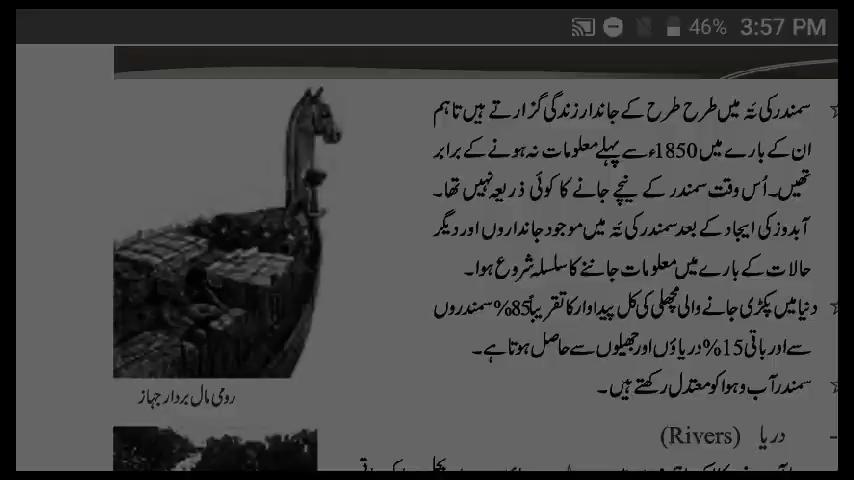 46% 3:57 PM
سمندر کی تہ میں طرح طرح کے جاندار زندگی گزارتے ہیں تاہم
ان کے بارے میں 1850ء سے پہلے معلومات نہ ہونے کے برابر
تھیں۔ اُس وقت سمندر کے نیچے جانے کا کوئی ذریعہ نہیں تھا۔
آبدوز کی ایجاد کے بعد سمندر کی تہ میں موجود جانداروں اور دیگر
حالات کے بارے میں معلومات جاننے کا سلسلہ شروع ہوا۔
دنیا میں پکڑی جانے والی مچھلی کی کل پیداوار کا تقریباً 85% سمندروں
سے اور باقی 15% دریاؤں اور جھیلوں سے حاصل ہوتا ہے۔
سمندر آب و ہوا کو معتدل رکھتے ہیں۔
رومی مال بردار جہاز
دریا (Rivers)